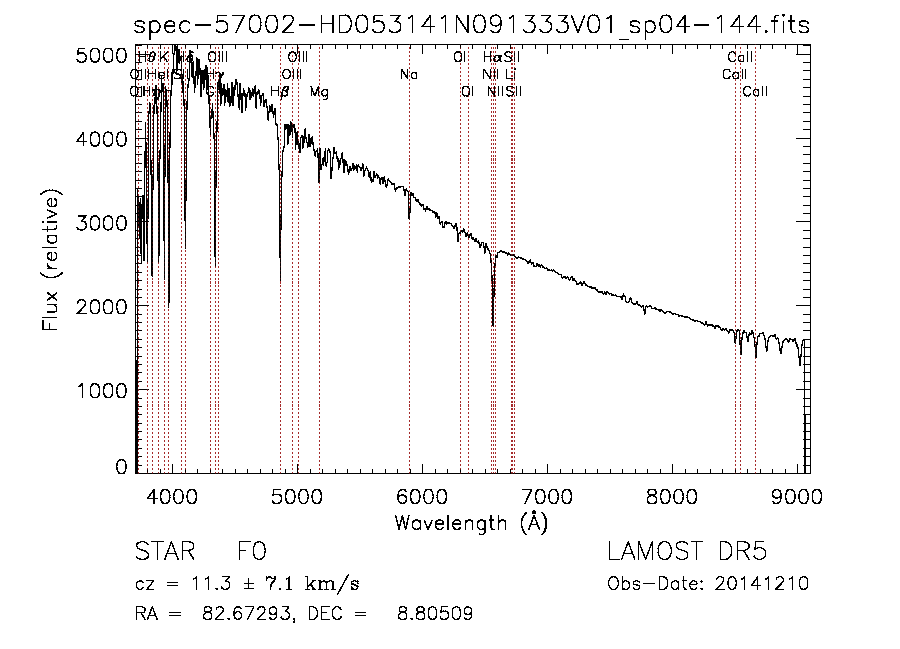 spec-57002-HD053141N091333V01_sp04-144.fits
5000
4000
3000
2000
1000
0
Flux (relative)
K OIII OIII OI Hα SII CaII
Hγ OIII Na NII L CaII
Hβ Mg OI NII SII CaII
4000 5000 6000 7000 8000 9000
Wavelength (Å)
STAR F0 LAMOST DR5
cz = 11.3 ± 7.1 km/s Obs-Date: 20141210
RA = 82.67293, DEC = 8.80509